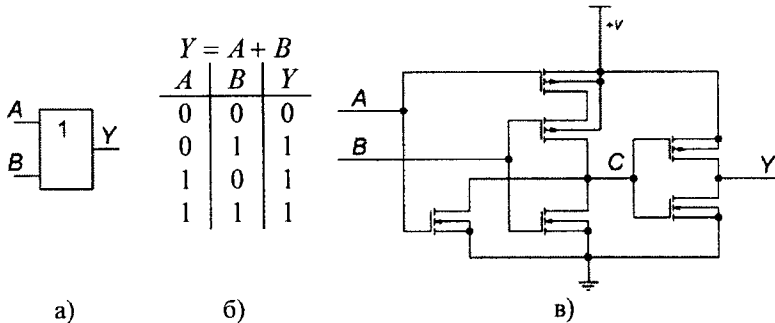 A
B
1
Y
а)
Y = A + B
A B Y
0 0 0
0 1 1
1 0 1
1 1 1
б)
+v
A
B
C
Y
в)